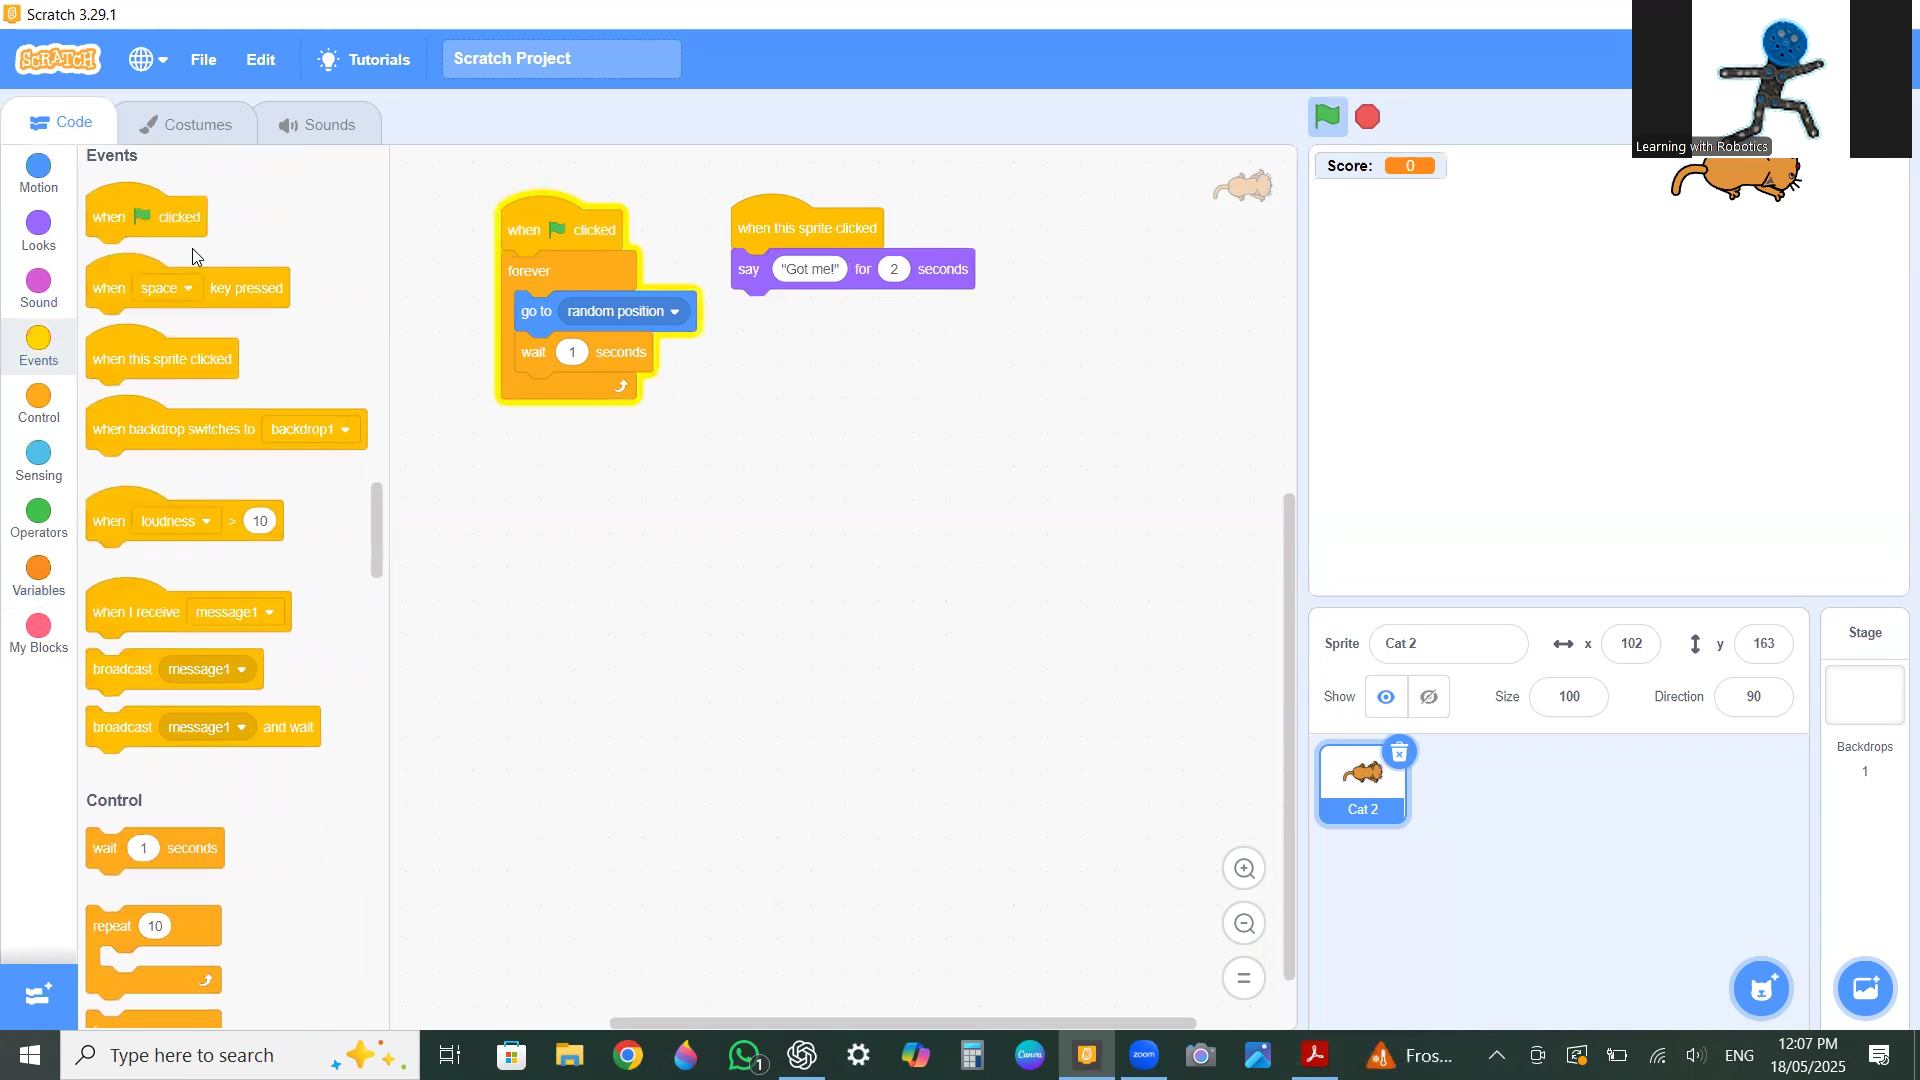 Scratch 3.29.1
SCRATCH
File
Edit
Tutorials
Scratch Project
Learning with Robotics
Code
Costumes
Sounds
Motion
Looks
Sound
Events
Control
Sensing
Operators
Variables
My Blocks
Events
when clicked
when space key pressed
when this sprite clicked
when backdrop switches to backdrop1
when loudness > 10
when I receive message1
broadcast message1
broadcast message1 and wait
Control
wait 1 seconds
repeat 10
when clicked
forever
go to random position
wait 1 seconds
when this sprite clicked
say "Got me!" for 2 seconds
Score: 0
Sprite Cat 2 x 102 y 163
Show Size 100 Direction 90
Cat 2
Stage
Backdrops
1
Type here to search
1
zoom
Canva
Fros...
ENG
12:07 PM
18/05/2025